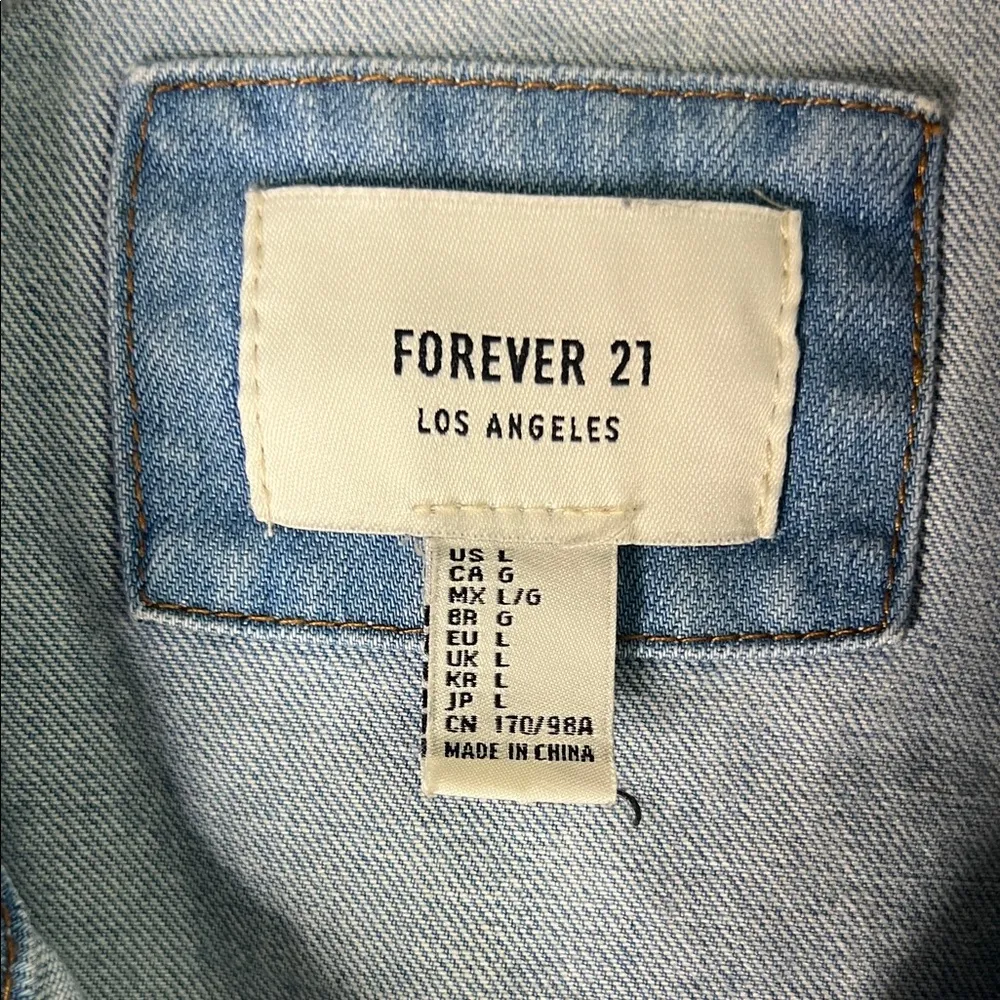 FOREVER 21
LOS ANGELES
US L
CA G
MX L/G
BR G
EU L
UK L
KR L
JP L
CN 170/98A
MADE IN CHINA